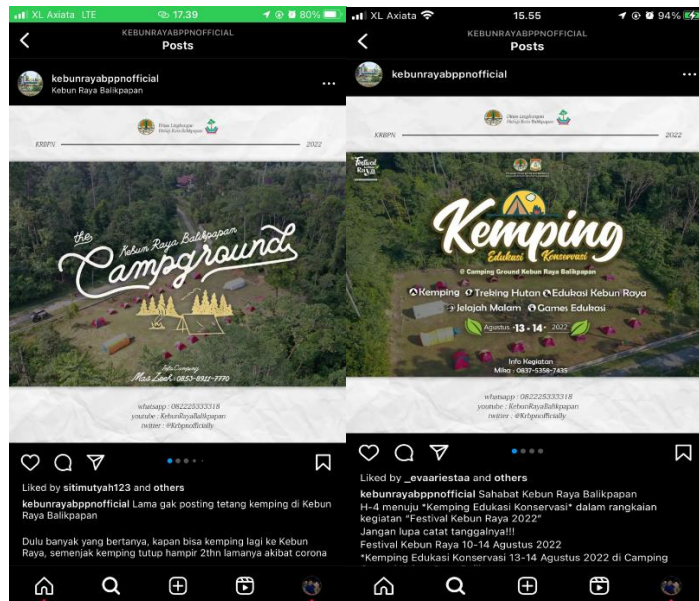 XL Axiata LTE 17.39 80%
KEBUNRAYABPPNOFFICIAL
Posts
kebunrayabppnofficial
Kebun Raya Balikpapan
KRBPN 2022
the
Kebun Raya Balikpapan
Campground
Info Camping
Mas Zeek : 0853-8911-7770
whatsapp : 082225333318
youtube : KebunRayaBalikpapan
twitter : @Krbpnofficially
Liked by sitimutyah123 and others
kebunrayabppnofficial Lama gak posting tetang kemping di Kebun
Raya Balikpapan
Dulu banyak yang bertanya, kapan bisa kemping lagi ke Kebun
Raya, semenjak kemping tutup hampir 2thn lamanya akibat corona
XL Axiata 15.55 94%
KEBUNRAYABPPNOFFICIAL
Posts
kebunrayabppnofficial
KRBPN 2022
Festival
Raya
Kemping
Edukasi Konservasi
@ Camping Ground Kebun Raya Balikpapan
Kemping Treking Hutan Edukasi Kebun Raya
Jelajah Malam Games Edukasi
Agustus 13 - 14 2022
Info Kegiatan
Mika : 0837-5358-7435
whatsapp : 082225333318
youtube : KebunRayaBalikpapan
twitter : @Krbpnofficially
Liked by _evaariestaa and others
kebunrayabppnofficial Sahabat Kebun Raya Balikpapan
H-4 menuju *Kemping Edukasi Konservasi* dalam rangkaian
kegiatan "Festival Kebun Raya 2022"
Jangan lupa catat tanggalnya!!!
Festival Kebun Raya 10-14 Agustus 2022
*Kemping Edukasi Konservasi 13-14 Agustus 2022 di Camping